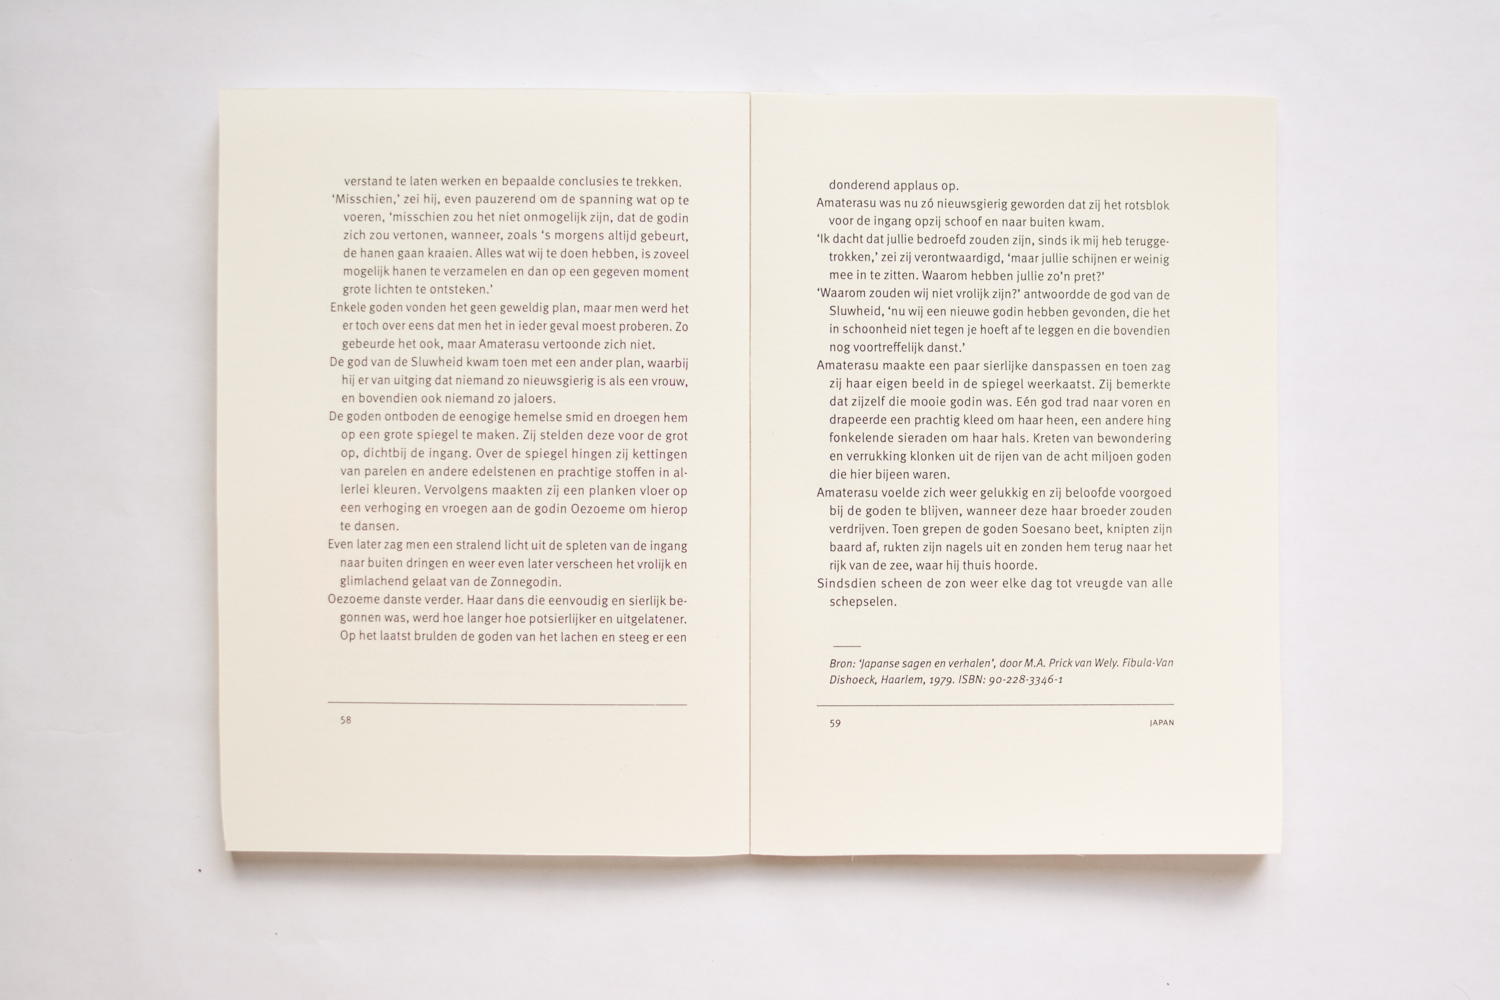 verstand te laten werken en bepaalde conclusies te trekken.
‘Misschien,’ zei hij, even pauzerend om de spanning wat op te
voeren, ‘misschien zou het niet onmogelijk zijn, dat de godin
zich zou vertonen, wanneer, zoals ‘s morgens altijd gebeurt,
de hanen gaan kraaien. Alles wat wij te doen hebben, is zoveel
mogelijk hanen te verzamelen en dan op een gegeven moment
grote lichten te ontsteken.’
Enkele goden vonden het geen geweldig plan, maar men werd het
er toch over eens dat men het in ieder geval moest proberen. Zo
gebeurde het ook, maar Amaterasu vertoonde zich niet.
De god van de Sluwheid kwam toen met een ander plan, waarbij
hij er van uitging dat niemand zo nieuwsgierig is als een vrouw,
en bovendien ook niemand zo jaloers.
De goden ontboden de eenogige hemelse smid en droegen hem
op een grote spiegel te maken. Zij stelden deze voor de grot
op, dichtbij de ingang. Over de spiegel hingen zij kettingen
van parelen en andere edelstenen en prachtige stoffen in al-
lerlei kleuren. Vervolgens maakten zij een planken vloer op
een verhoging en vroegen aan de godin Oezoeme om hierop
te dansen.
Even later zag men een stralend licht uit de spleten van de ingang
naar buiten dringen en weer even later verscheen het vrolijk en
glimlachend gelaat van de Zonnegodin.
Oezoeme danste verder. Haar dans die eenvoudig en sierlijk be-
gonnen was, werd hoe langer hoe potsierlijker en uitgelatener.
Op het laatst brulden de goden van het lachen en steeg er een
58
donderend applaus op.
Amaterasu was nu zó nieuwsgierig geworden dat zij het rotsblok
voor de ingang opzij schoof en naar buiten kwam.
‘Ik dacht dat jullie bedroefd zouden zijn, sinds ik mij heb terugge-
trokken,’ zei zij verontwaardigd, ‘maar jullie schijnen er weinig
mee in te zitten. Waarom hebben jullie zo’n pret?’
‘Waarom zouden wij niet vrolijk zijn?’ antwoordde de god van de
Sluwheid, ‘nu wij een nieuwe godin hebben gevonden, die het
in schoonheid niet tegen je hoeft af te leggen en die bovendien
nog voortreffelijk danst.’
Amaterasu maakte een paar sierlijke danspassen en toen zag
zij haar eigen beeld in de spiegel weerkaatst. Zij bemerkte
dat zijzelf die mooie godin was. Eén god trad naar voren en
drapeerde een prachtig kleed om haar heen, een andere hing
fonkelende sieraden om haar hals. Kreten van bewondering
en verrukking klonken uit de rijen van de acht miljoen goden
die hier bijeen waren.
Amaterasu voelde zich weer gelukkig en zij beloofde voorgoed
bij de goden te blijven, wanneer deze haar broeder zouden
verdrijven. Toen grepen de goden Soesano beet, knipten zijn
baard af, rukten zijn nagels uit en zonden hem terug naar het
rijk van de zee, waar hij thuis hoorde.
Sindsdien scheen de zon weer elke dag tot vreugde van alle
schepselen.
Bron: ‘Japanse sagen en verhalen’, door M.A. Prick van Wely. Fibula-Van
Dishoeck, Haarlem, 1979. ISBN: 90-228-3346-1
59 JAPAN